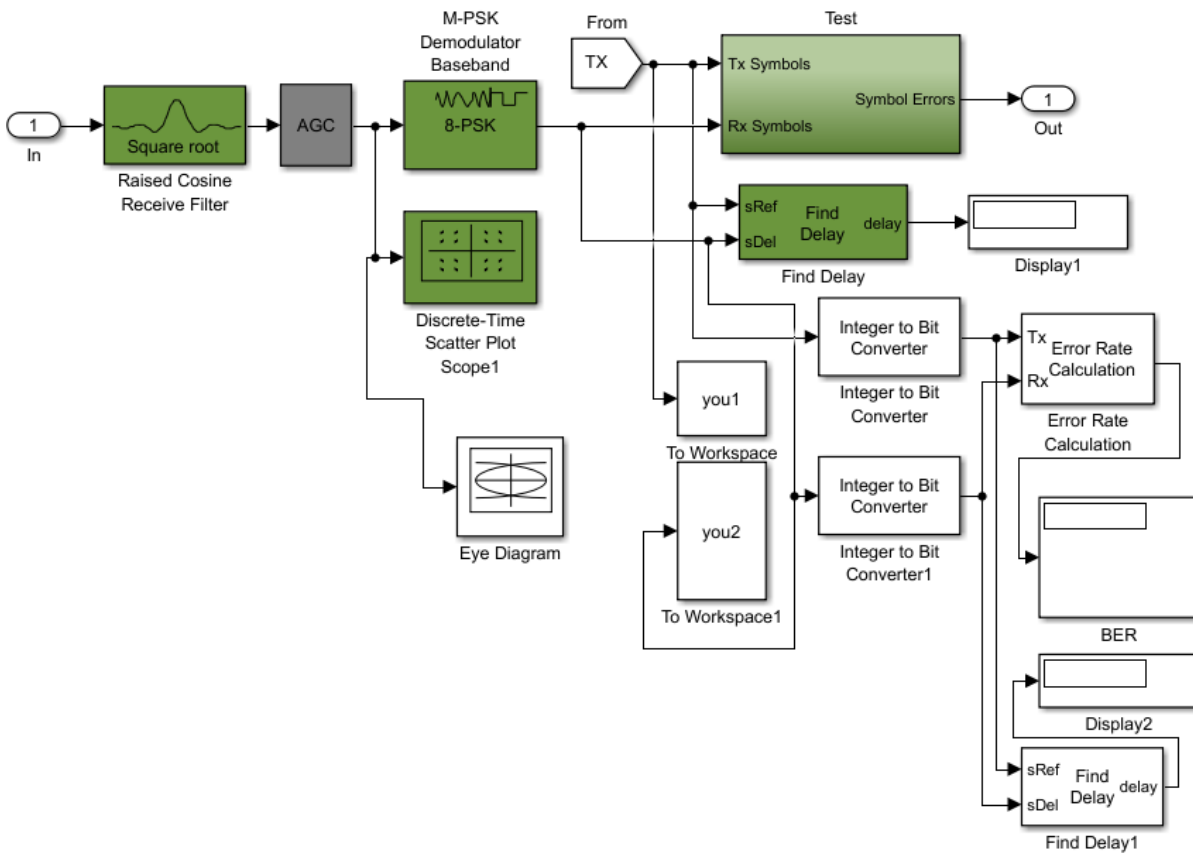 1
In
Square root
Raised Cosine
Receive Filter
AGC
M-PSK
Demodulator
Baseband
8-PSK
Discrete-Time
Scatter Plot
Scope1
Eye Diagram
From
TX
Test
Tx Symbols
Rx Symbols
Symbol Errors
1
Out
sRef
sDel
Find
Delay
delay
Find Delay
Display1
Integer to Bit
Converter
Integer to Bit
Converter
Tx
Rx
Error Rate
Calculation
Error Rate
Calculation
you1
To Workspace
you2
To Workspace1
Integer to Bit
Converter
Integer to Bit
Converter1
BER
Display2
sRef
sDel
Find
Delay
delay
Find Delay1